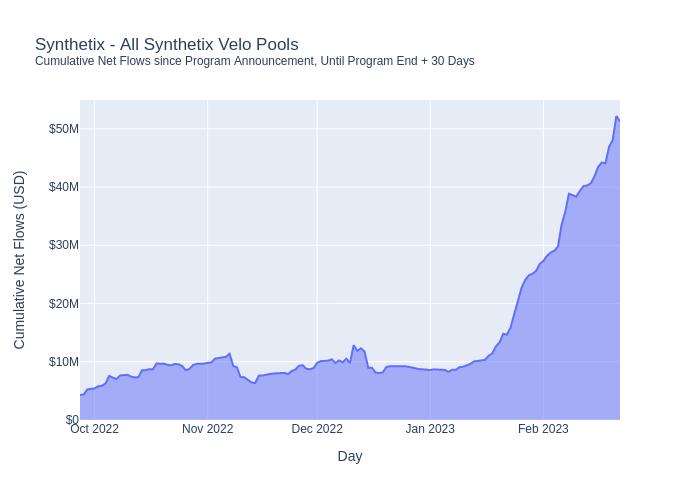 Synthetix - All Synthetix Velo Pools
Cumulative Net Flows since Program Announcement, Until Program End + 30 Days
Cumulative Net Flows (USD)
$50M
$40M
$30M
$20M
$10M
$0
Oct 2022
Nov 2022
Dec 2022
Jan 2023
Feb 2023
Day